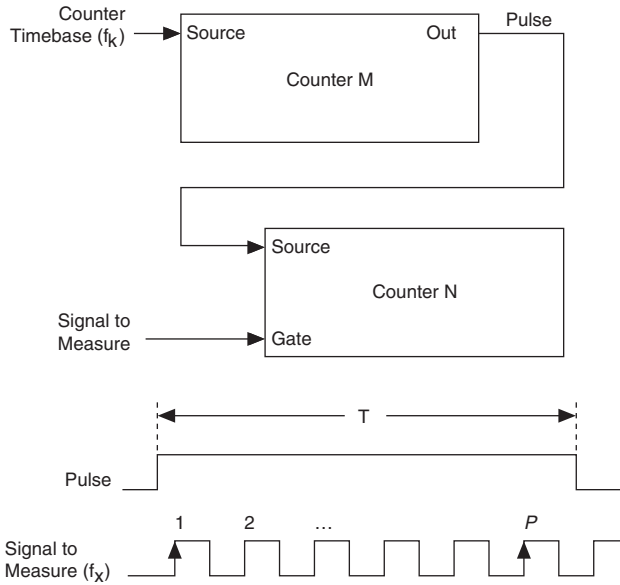 Counter
Timebase (fk)
Source
Out
Pulse
Counter M
Source
Counter N
Signal to
Measure
Gate
T
Pulse
1 2 ... P
Signal to
Measure (fx)